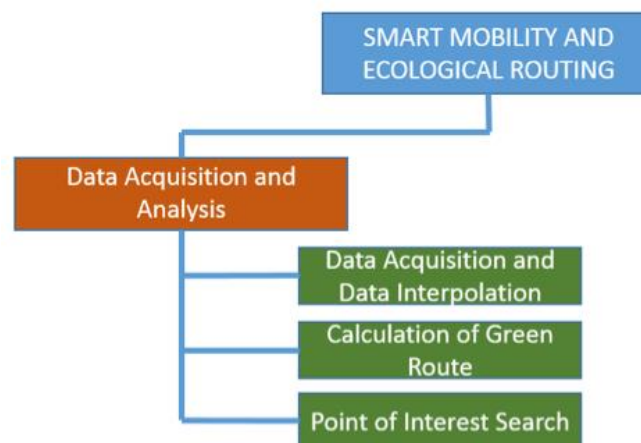 SMART MOBILITY AND
ECOLOGICAL ROUTING
Data Acquisition and
Analysis
Data Acquisition and
Data Interpolation
Calculation of Green
Route
Point of Interest Search